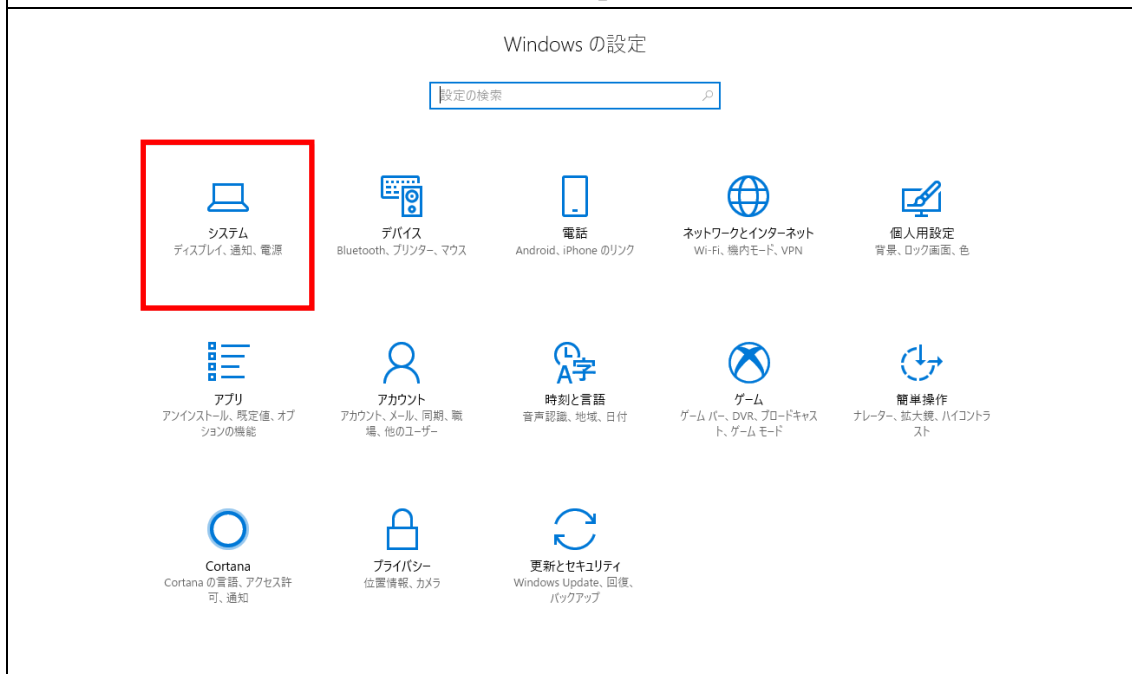 Windows の設定
設定の検索
システム
ディスプレイ、通知、電源
デバイス
Bluetooth、プリンター、マウス
電話
Android、iPhone のリンク
ネットワークとインターネット
Wi-Fi、機内モード、VPN
個人用設定
背景、ロック画面、色
アプリ
アンインストール、既定値、オプ
ションの機能
アカウント
アカウント、メール、同期、職
場、他のユーザー
時刻と言語
音声認識、地域、日付
ゲーム
ゲーム バー、DVR、ブロードキャス
ト、ゲーム モード
簡単操作
ナレーター、拡大鏡、ハイコントラ
スト
Cortana
Cortana の言語、アクセス許
可、通知
プライバシー
位置情報、カメラ
更新とセキュリティ
Windows Update、回復、
バックアップ